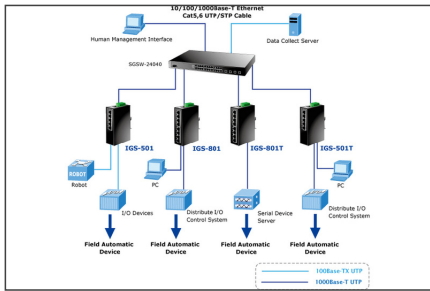 10/100/1000Base-T Ethernet
Cat5,6 UTP/STP Cable
Human Management Interface
Data Collect Server
SGSW-24040
IGS-501
IGS-801
IGS-801T
IGS-501T
ROBOT
Robot
PC
PC
I/O Devices
Distribute I/O
Control System
Serial Device
Server
Distribute I/O
Control System
Field Automatic
Device
Field Automatic
Device
Field Automatic
Device
Field Automatic
Device
100Base-TX UTP
1000Base-T UTP